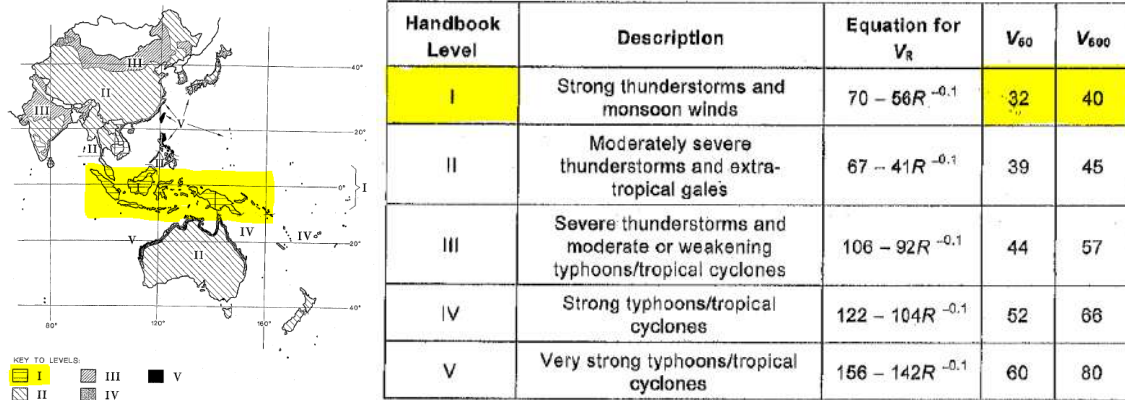 III
40°
II
III
20°
II
II
0°
I
IV
IV
V
20°
II
40°
80°
120°
160°
KEY TO LEVELS:
I III V
II IV
Handbook Level Description Equation for V_R V_50 V_500
I Strong thunderstorms and monsoon winds 70 – 56R^–0.1 32 40
II Moderately severe thunderstorms and extra-tropical gales 67 – 41R^–0.1 39 45
III Severe thunderstorms and moderate or weakening typhoons/tropical cyclones 106 – 92R^–0.1 44 57
IV Strong typhoons/tropical cyclones 122 – 104R^–0.1 52 66
V Very strong typhoons/tropical cyclones 156 – 142R^–0.1 60 80